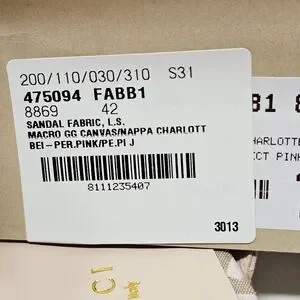 200/110/030/310 S31
475094 FABB1
8869 42
SANDAL FABRIC, L.S.
MACRO GG CANVAS/NAPPA CHARLOTT
BEI-PER.PINK/PE.PI J
8111235407
3013
B1 8
HARLOTTE
CT PINK
C I